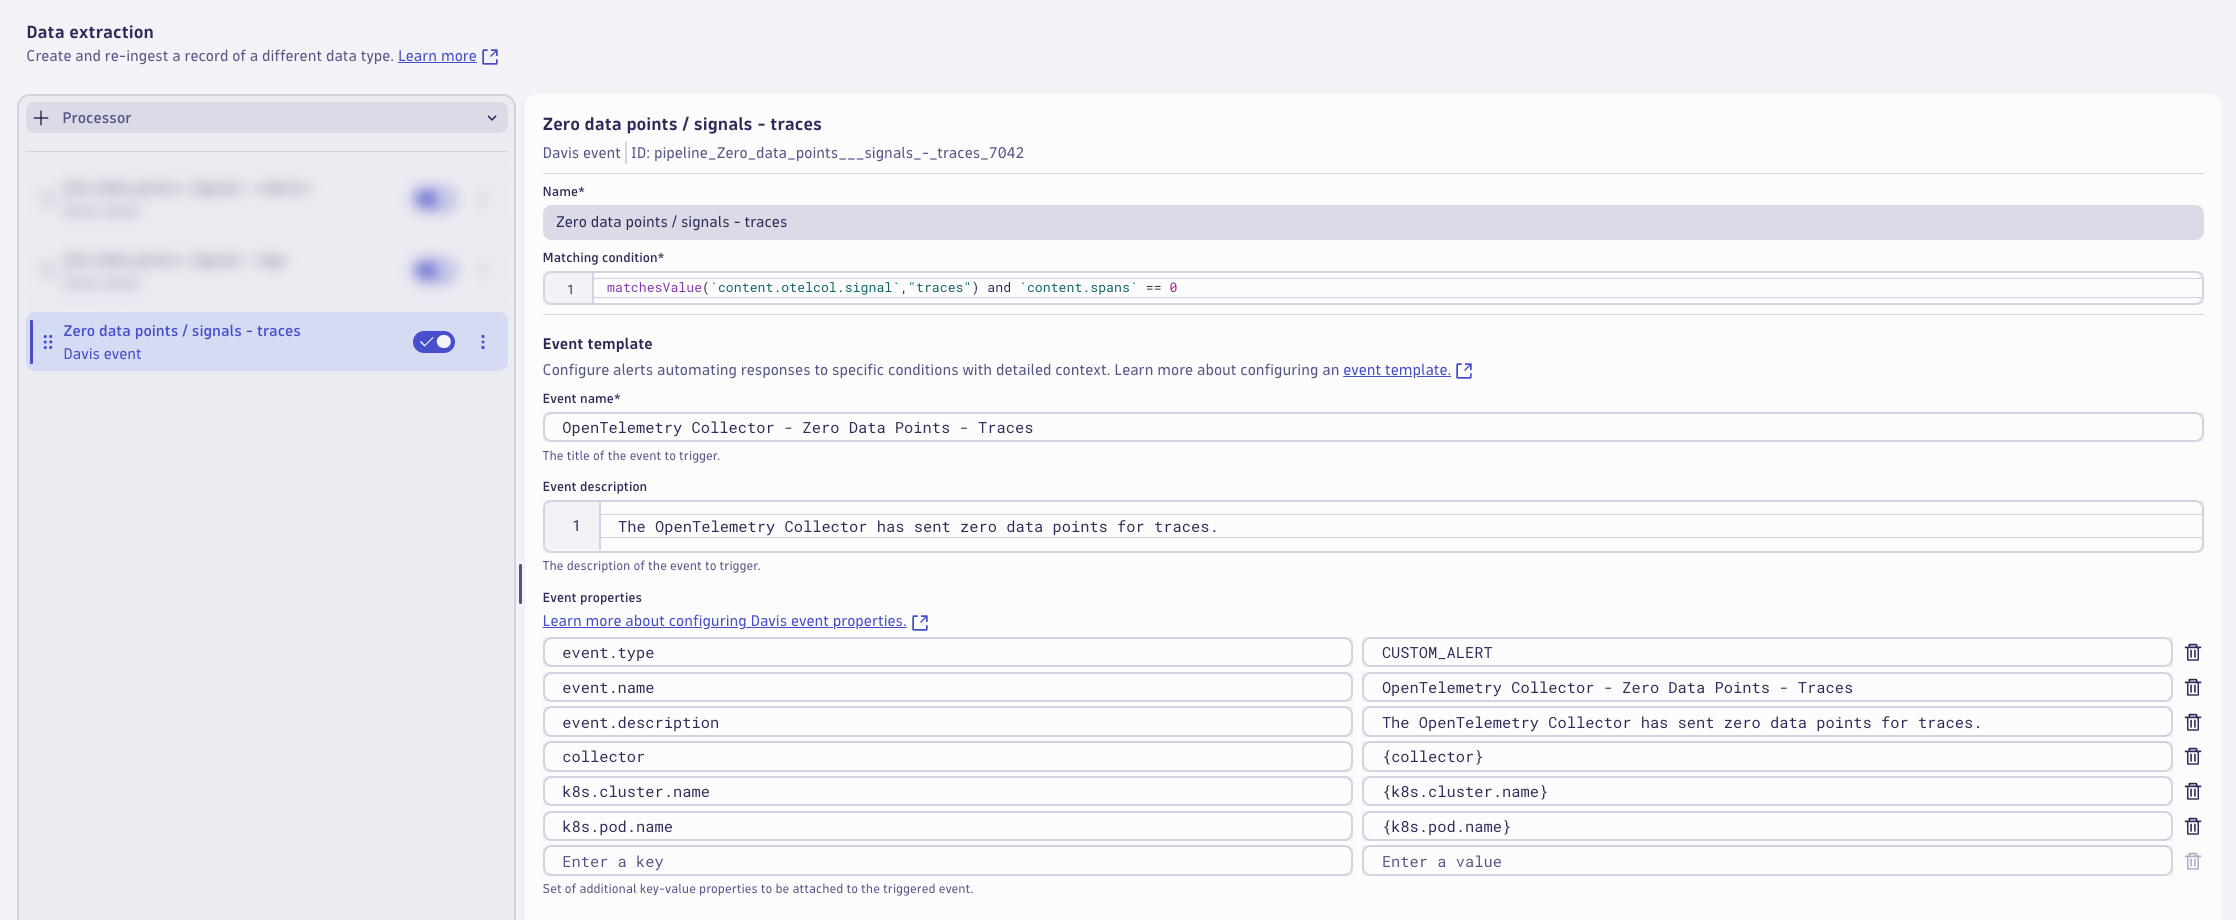 Data extraction
Create and re-ingest a record of a different data type. Learn more
Processor
Zero data points / signals - traces
Davis event
Zero data points / signals - traces
Davis event ID: pipeline_Zero_data_points___signals_-_traces_7042
Name*
Zero data points / signals - traces
Matching condition*
1 matchesValue(`content.otelcol.signal`,"traces") and `content.spans` == 0
Event template
Configure alerts automating responses to specific conditions with detailed context. Learn more about configuring an event template.
Event name*
OpenTelemetry Collector - Zero Data Points - Traces
The title of the event to trigger.
Event description
1 The OpenTelemetry Collector has sent zero data points for traces.
The description of the event to trigger.
Event properties
Learn more about configuring Davis event properties.
event.type CUSTOM_ALERT
event.name OpenTelemetry Collector - Zero Data Points - Traces
event.description The OpenTelemetry Collector has sent zero data points for traces.
collector {collector}
k8s.cluster.name {k8s.cluster.name}
k8s.pod.name {k8s.pod.name}
Enter a key Enter a value
Set of additional key-value properties to be attached to the triggered event.